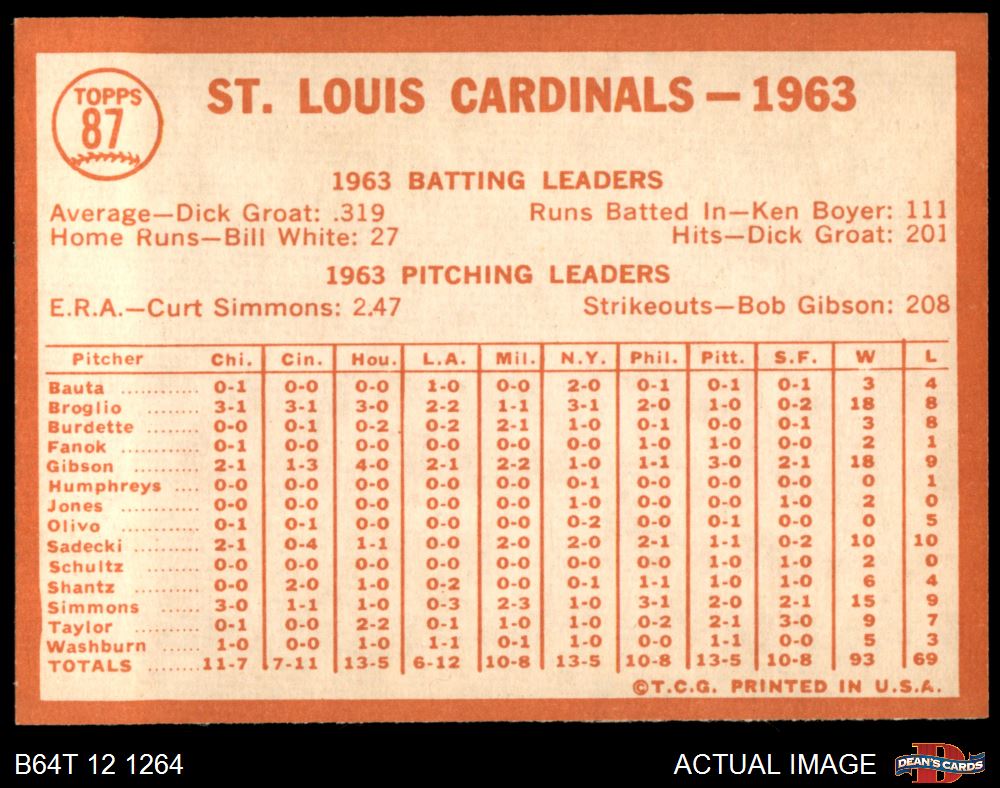 TOPPS
87
ST. LOUIS CARDINALS — 1963
1963 BATTING LEADERS
Average—Dick Groat: .319 Runs Batted In—Ken Boyer: 111
Home Runs—Bill White: 27 Hits—Dick Groat: 201
1963 PITCHING LEADERS
E.R.A.—Curt Simmons: 2.47 Strikeouts—Bob Gibson: 208
Pitcher Chi. Cin. Hou. L.A. Mil. N.Y. Phil. Pitt. S.F. W L
Bauta ........... 0-1 0-0 0-0 1-0 0-0 2-0 0-1 0-1 0-1 3 4
Broglio ........ 3-1 3-1 3-0 2-2 1-1 3-1 2-0 1-0 0-2 18 8
Burdette ....... 0-0 0-1 0-2 0-2 2-1 1-0 0-1 0-0 0-1 3 8
Fanok .......... 0-1 0-0 0-0 0-0 0-0 0-0 1-0 1-0 0-0 2 1
Gibson ......... 2-1 1-3 4-0 2-1 2-2 1-0 1-1 3-0 2-1 18 9
Humphreys .... 0-0 0-0 0-0 0-0 0-0 0-1 0-0 0-0 0-0 0 1
Jones ........... 0-0 0-0 0-0 0-0 0-0 1-0 0-0 0-0 1-0 2 0
Olivo ........... 0-1 0-1 0-0 0-0 0-0 0-2 0-0 0-1 0-0 0 5
Sadecki ......... 2-1 0-4 1-1 0-0 2-0 2-0 2-1 1-1 0-2 10 10
Schultz ......... 0-0 0-0 0-0 0-0 0-0 0-0 0-0 1-0 1-0 2 0
Shantz .......... 0-0 2-0 1-0 0-2 0-0 0-1 1-1 1-0 1-0 6 4
Simmons ...... 3-0 1-1 1-0 0-3 2-3 1-0 3-1 2-0 2-1 15 9
Taylor .......... 0-1 0-0 2-2 0-1 1-0 1-0 0-2 2-1 3-0 9 7
Washburn ..... 1-0 0-0 1-0 1-1 0-1 1-0 0-0 1-1 0-0 5 3
TOTALS ....... 11-7 7-11 13-5 6-12 10-8 13-5 10-8 13-5 10-8 93 69
©T.C.G. PRINTED IN U.S.A.
B64T 12 1264 ACTUAL IMAGE
DEAN'S CARDS